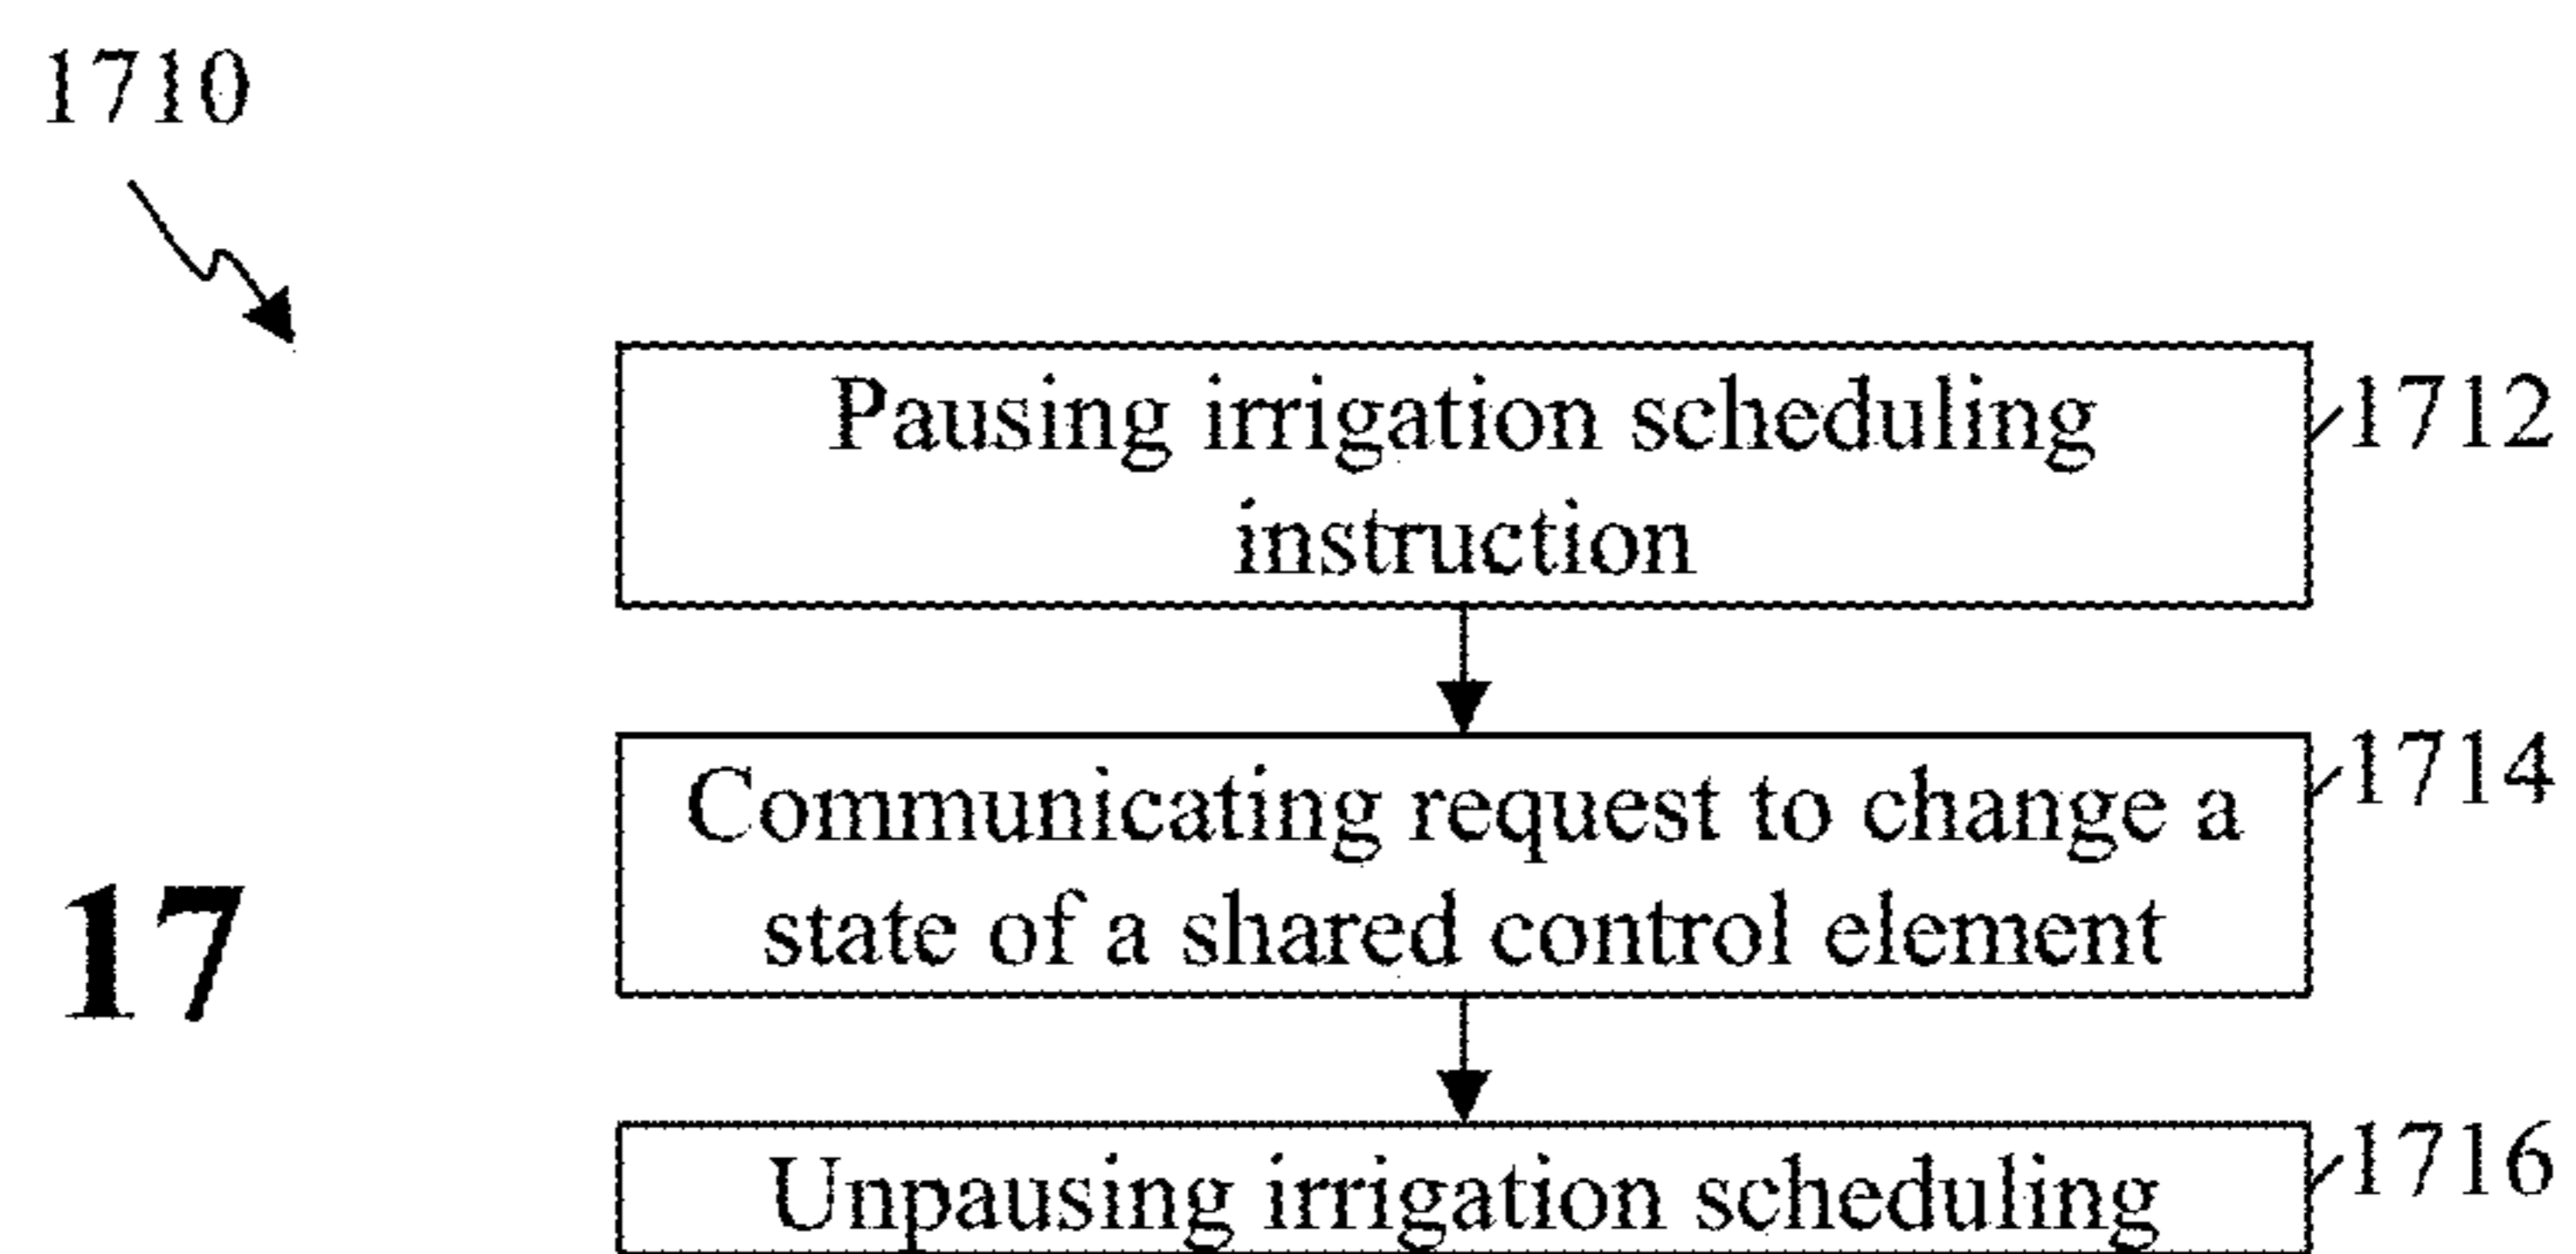 1710
Pausing irrigation scheduling
instruction
1712
Communicating request to change a
state of a shared control element
1714
17
Unpausing irrigation scheduling
1716